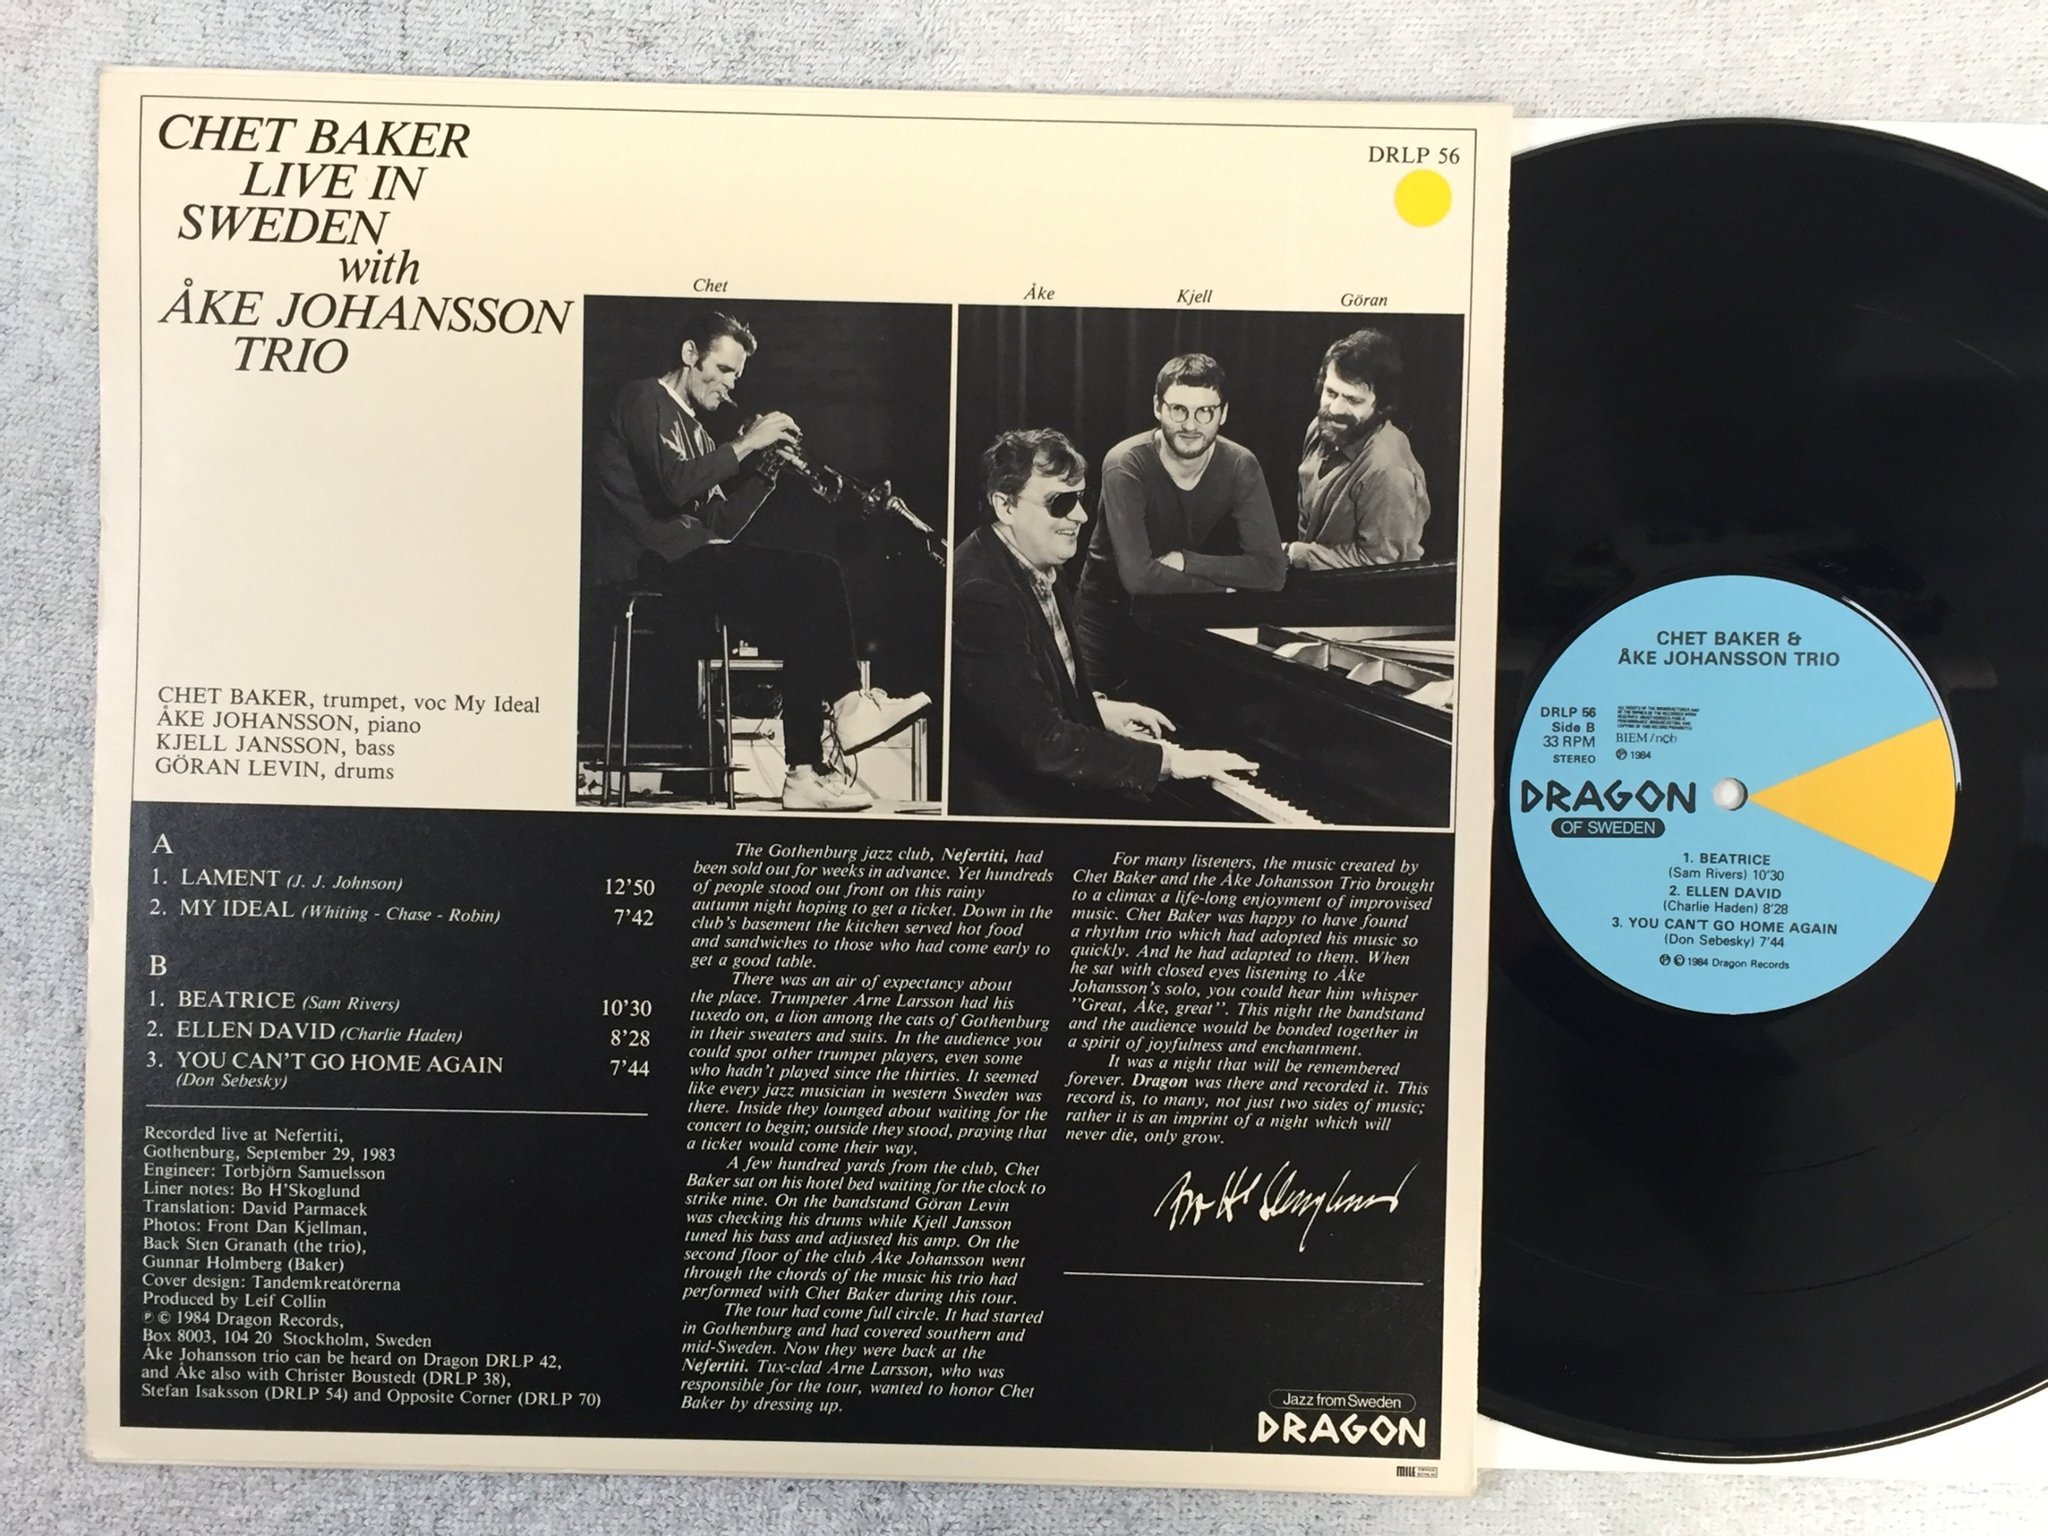 CHET BAKER
LIVE IN
SWEDEN
with
ÅKE JOHANSSON
TRIO
DRLP 56
Chet
Åke
Kjell
Göran
CHET BAKER, trumpet, voc My Ideal
ÅKE JOHANSSON, piano
KJELL JANSSON, bass
GÖRAN LEVIN, drums
A
1. LAMENT (J. J. Johnson) 12'50
2. MY IDEAL (Whiting - Chase - Robin) 7'42
B
1. BEATRICE (Sam Rivers) 10'30
2. ELLEN DAVID (Charlie Haden) 8'28
3. YOU CAN'T GO HOME AGAIN 7'44
(Don Sebesky)
Recorded live at Nefertiti,
Gothenburg, September 29, 1983
Engineer: Torbjörn Samuelsson
Liner notes: Bo H'Skoglund
Translation: David Parmacek
Photos: Front Dan Kjellman,
Back Sten Granath (the trio),
Gunnar Holmberg (Baker)
Cover design: Tandemkreatörerna
Produced by Leif Collin
℗ © 1984 Dragon Records,
Box 8003, 104 20 Stockholm, Sweden
Åke Johansson trio can be heard on Dragon DRLP 42,
and Åke also with Christer Boustedt (DRLP 38),
Stefan Isaksson (DRLP 54) and Opposite Corner (DRLP 70)
The Gothenburg jazz club, Nefertiti, had
been sold out for weeks in advance. Yet hundreds
of people stood out front on this rainy
autumn night hoping to get a ticket. Down in the
club's basement the kitchen served hot food
and sandwiches to those who had come early to
get a good table.
There was an air of expectancy about
the place. Trumpeter Arne Larsson had his
tuxedo on, a lion among the cats of Gothenburg
in their sweaters and suits. In the audience you
could spot other trumpet players, even some
who hadn't played since the thirties. It seemed
like every jazz musician in western Sweden was
there. Inside they lounged about waiting for the
concert to begin; outside they stood, praying that
a ticket would come their way.
A few hundred yards from the club, Chet
Baker sat on his hotel bed waiting for the clock to
strike nine. On the bandstand Göran Levin
was checking his drums while Kjell Jansson
tuned his bass and adjusted his amp. On the
second floor of the club Åke Johansson went
through the chords of the music his trio had
performed with Chet Baker during this tour.
The tour had come full circle. It had started
in Gothenburg and had covered southern and
mid-Sweden. Now they were back at the
Nefertiti. Tux-clad Arne Larsson, who was
responsible for the tour, wanted to honor Chet
Baker by dressing up.
For many listeners, the music created by
Chet Baker and the Åke Johansson Trio brought
to a climax a life-long enjoyment of improvised
music. Chet Baker was happy to have found
a rhythm trio which had adopted his music so
quickly. And he had adapted to them. When
he sat with closed eyes listening to Åke
Johansson's solo, you could hear him whisper
''Great, Åke, great''. This night the bandstand
and the audience would be bonded together in
a spirit of joyfulness and enchantment.
It was a night that will be remembered
forever. Dragon was there and recorded it. This
record is, to many, not just two sides of music;
rather it is an imprint of a night which will
never die, only grow.
Jazz from Sweden
DRAGON
MILL
CHET BAKER &
ÅKE JOHANSSON TRIO
DRLP 56
Side B
33 RPM
STEREO
BIEM/ncb
℗ 1984
DRAGON
OF SWEDEN
1. BEATRICE
(Sam Rivers) 10'30
2. ELLEN DAVID
(Charlie Haden) 8'28
3. YOU CAN'T GO HOME AGAIN
(Don Sebesky) 7'44
℗ © 1984 Dragon Records